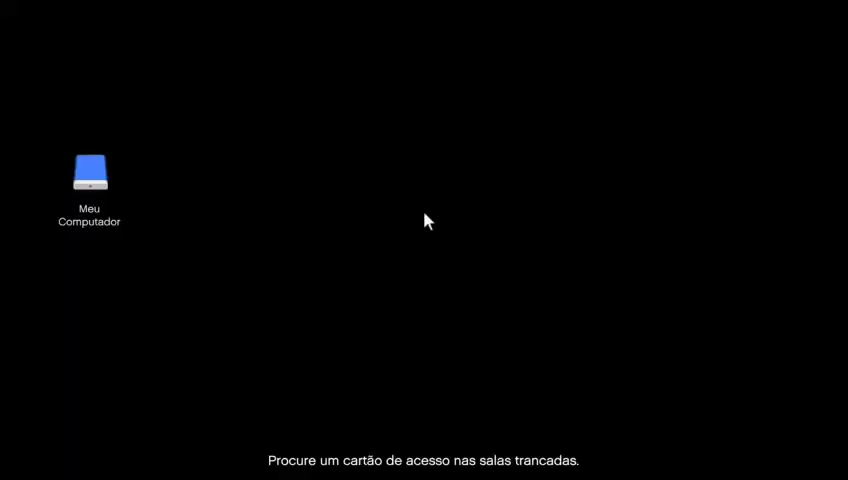 Meu
Computador
Procure um cartão de acesso nas salas trancadas.